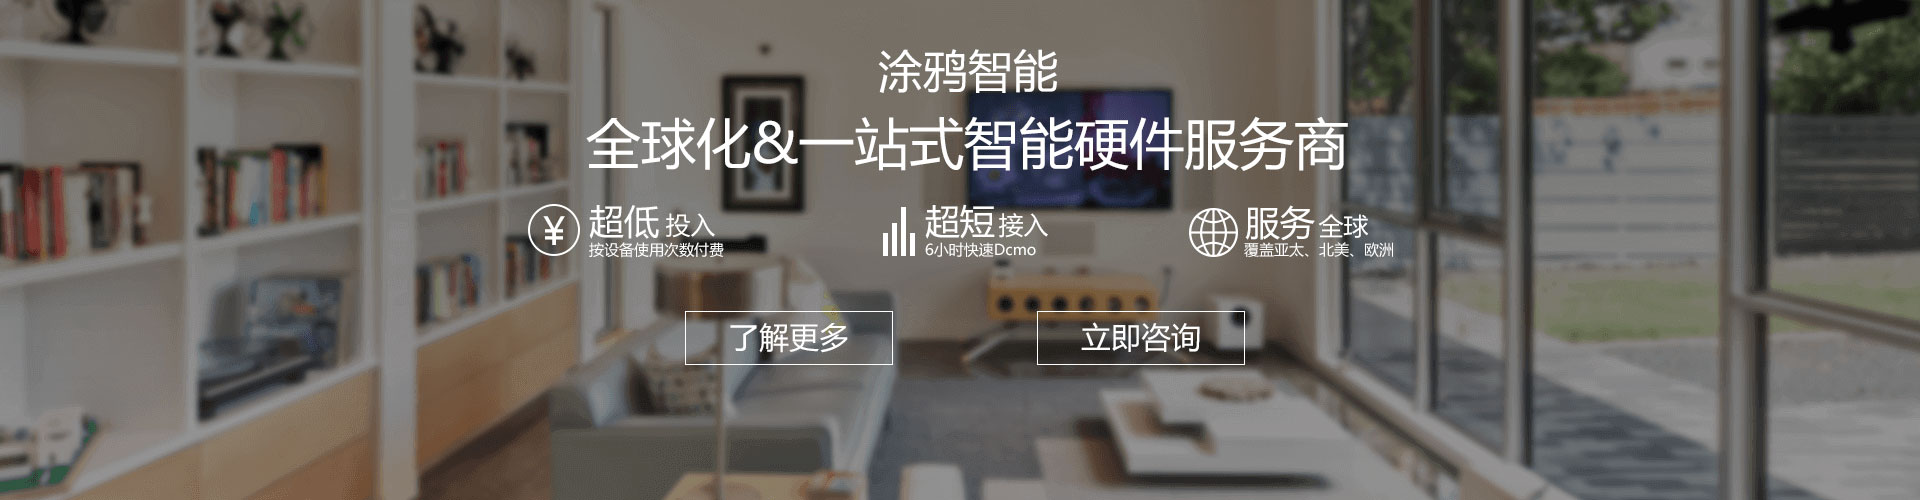 涂鸦智能
全球化&一站式智能硬件服务商
超低 投入
按设备使用次数付费
超短 接入
6小时快速Dcmo
服务 全球
覆盖亚太、北美、欧洲
了解更多
立即咨询